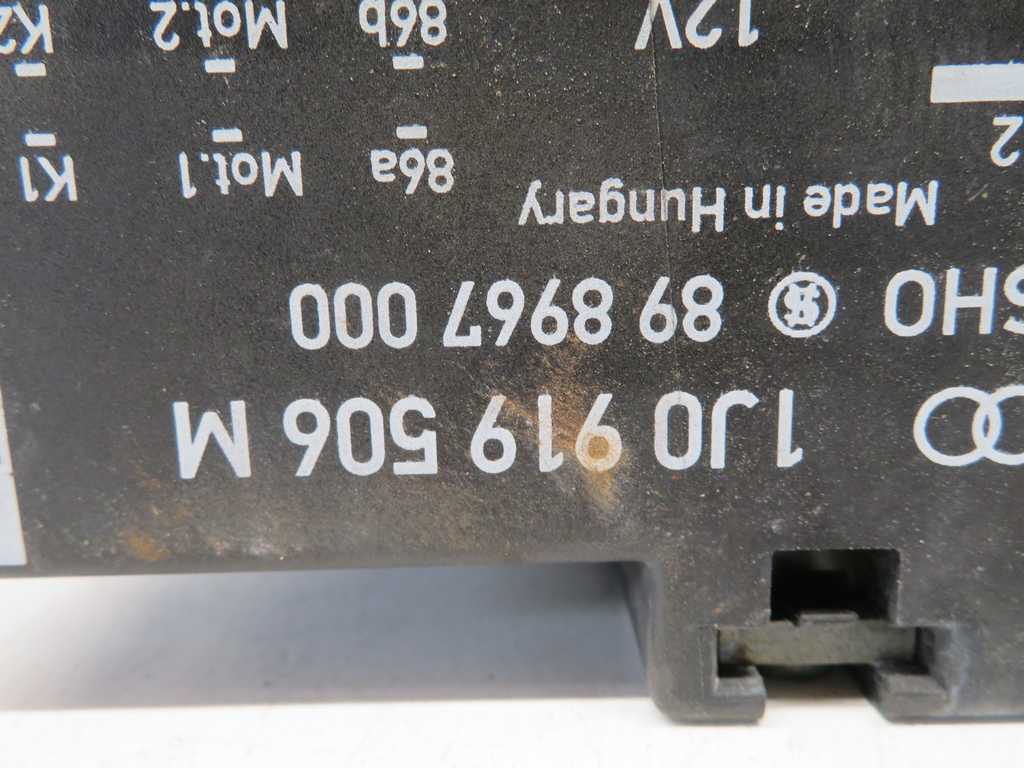 1J0 919 506 M
SHO 89 8967 000
Made in Hungary
2
86a Mot.1 K1
12V
86b Mot.2 K2